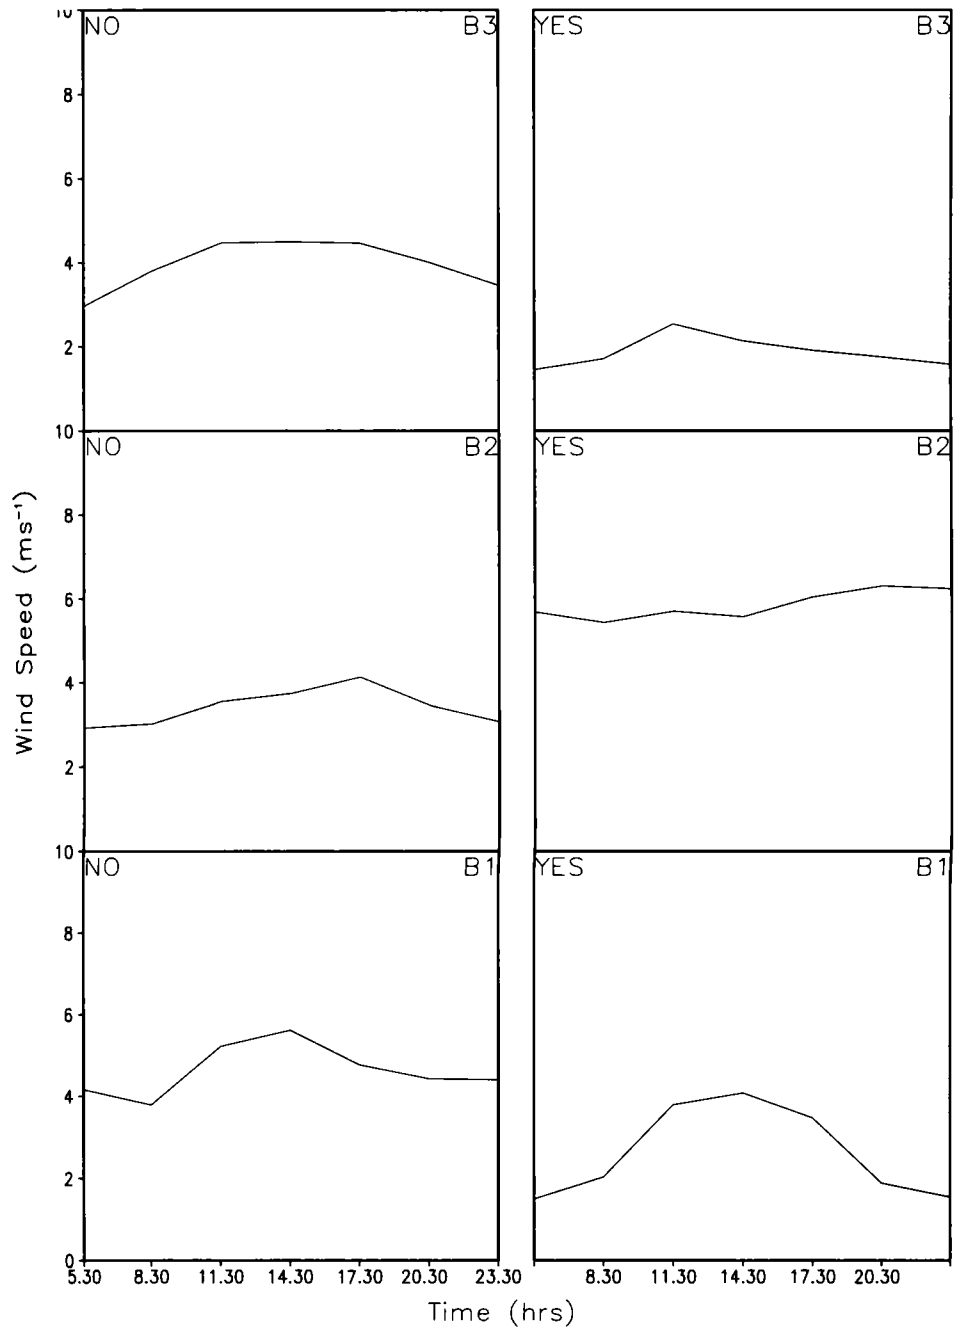 10 NO B3 YES B3
8
6
4
2
10 NO B2 YES B2
8
6
4
2
10 NO B1 YES B1
8
6
4
2
0
5.30 8.30 11.30 14.30 17.30 20.30 23.30 8.30 11.30 14.30 17.30 20.30
Time (hrs)
Wind Speed (ms⁻¹)